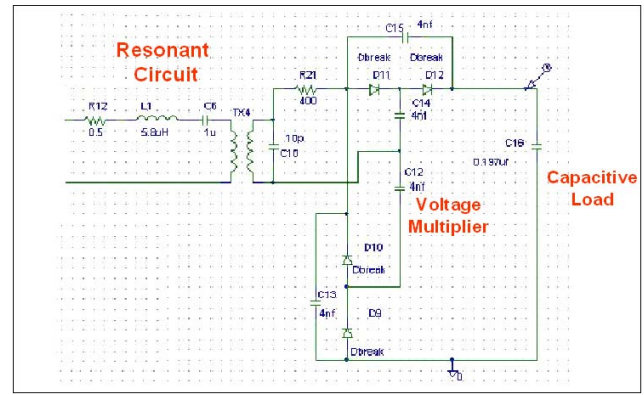 C15 4nf
Resonant
Circuit
Dbreak Dbreak
R21
D11 D12
400
C14
4nf
R12 L1 C6 TX4
0.5 5.8uH 1u
10p
C10
C16
0.197uf
C12
4nf
Capacitive
Load
Voltage
Multiplier
D10
Dbreak
C13
4nf
D9
Dbreak
0